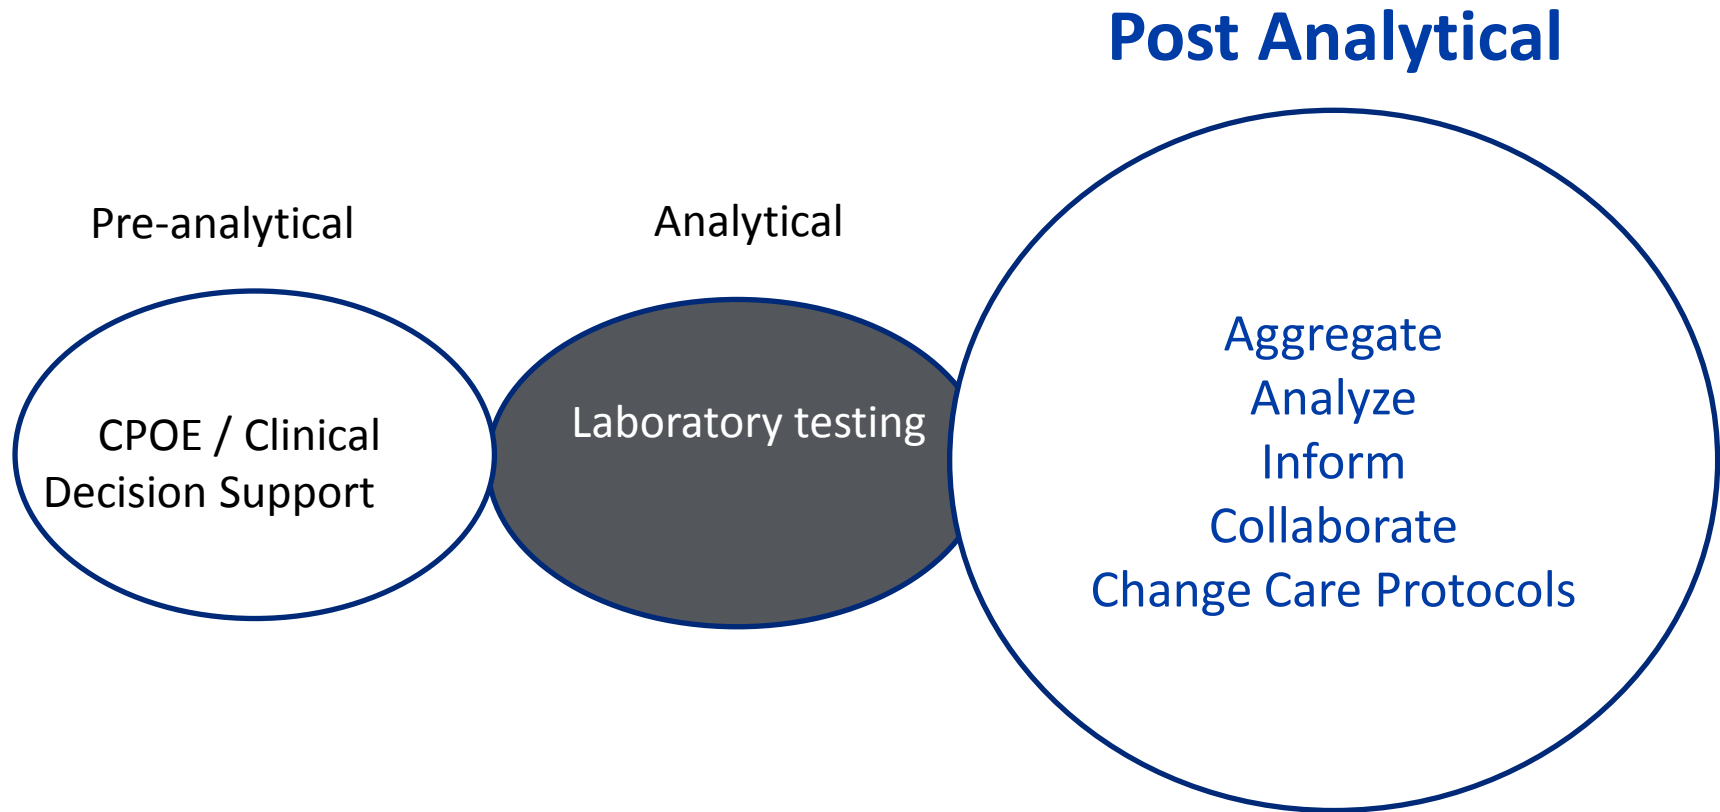 Post Analytical
Pre-analytical
Analytical
CPOE / Clinical
Decision Support
Laboratory testing
Aggregate
Analyze
Inform
Collaborate
Change Care Protocols